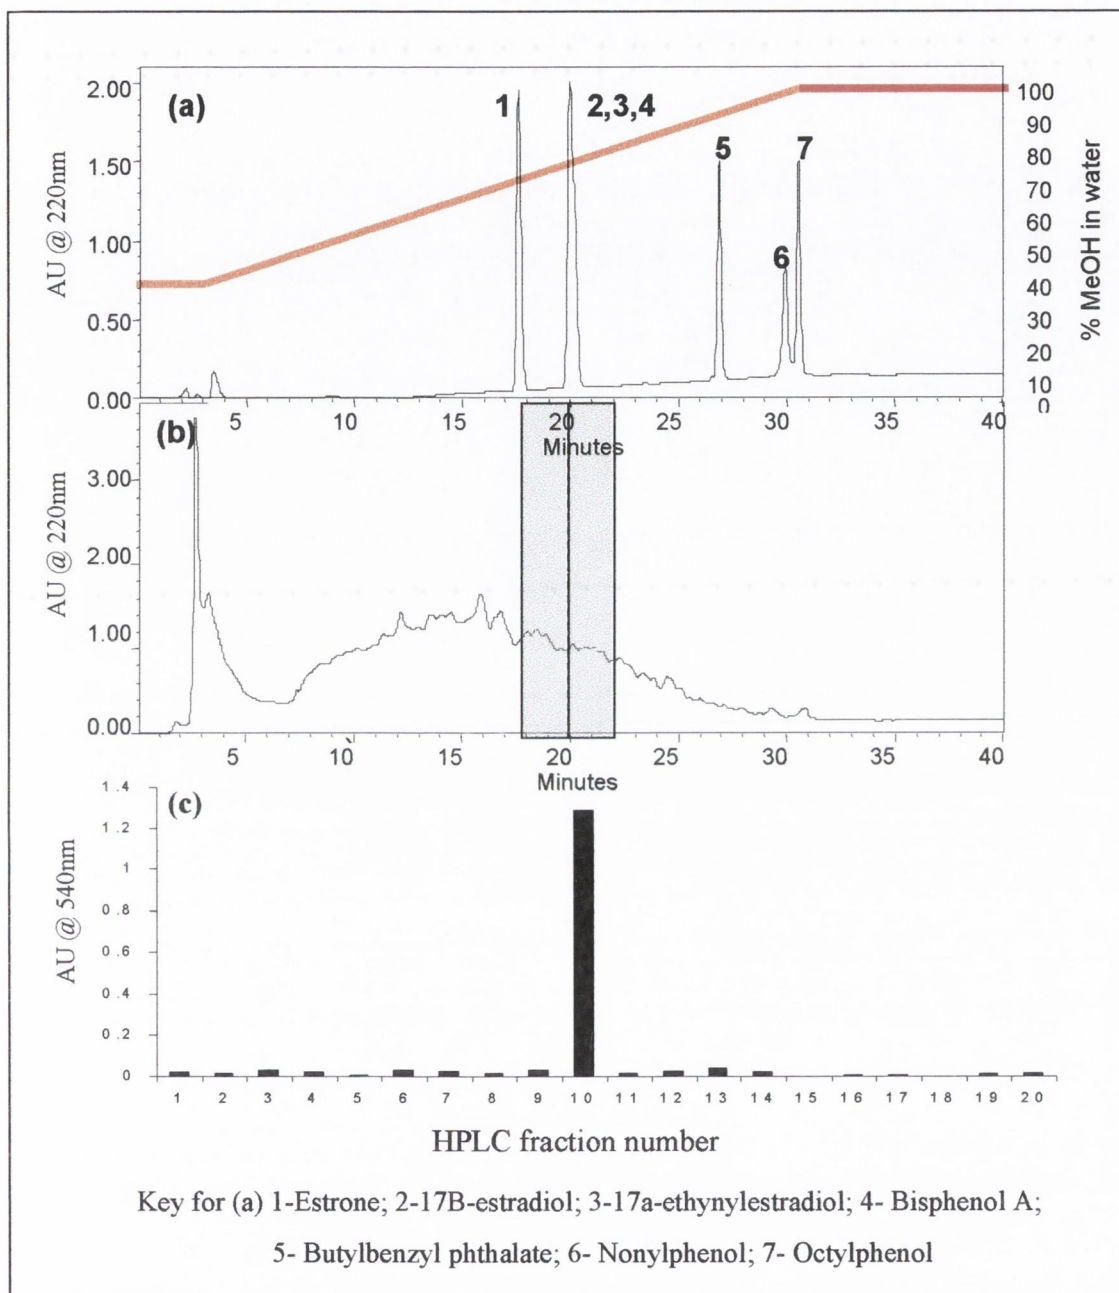 (a)
AU @ 220nm
2.00
1.50
1.00
0.50
0.00
1
2,3,4
5
6
7
100
90
80
70
60
50
40
30
20
10
0
% MeOH in water
5 10 15 20 25 30 35 40
Minutes
(b)
AU @ 220nm
3.00
2.00
1.00
0.00
5 10 15 20 25 30 35 40
Minutes
(c)
AU @ 540nm
1.4
1.2
1
0.8
0.6
0.4
0.2
0
1 2 3 4 5 6 7 8 9 10 11 12 13 14 15 16 17 18 19 20
HPLC fraction number
Key for (a) 1-Estrone; 2-17B-estradiol; 3-17a-ethynylestradiol; 4- Bisphenol A;
5- Butylbenzyl phthalate; 6- Nonylphenol; 7- Octylphenol